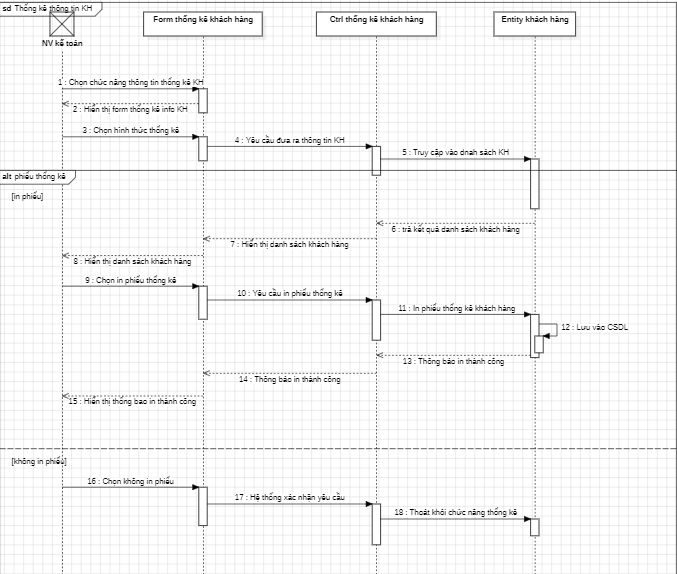 sd Thống kê thông tin KH
NV kế toán
Form thống kê khách hàng
Ctrl thống kê khách hàng
Entity khách hàng
1 : Chọn chức năng thông tin thống kê KH
2 : Hiển thị form thống kê info KH
3 : Chọn hình thức thống kê
4 : Yêu cầu đưa ra thông tin KH
5 : Truy cập vào dnah sách KH
alt phiếu thống kê
[in phiếu]
6 : trả kết quả danh sách khách hàng
7 : Hiển thị danh sách khách hàng
8 : Hiển thị danh sách khách hàng
9 : Chọn in phiếu thống kê
10 : Yêu cầu in phiếu thống kê
11 : In phiếu thống kê khách hàng
12 : Lưu vào CSDL
13 : Thông báo in thành công
14 : Thông báo in thành công
15 : Hiển thị thông bao in thành công
[không in phiếu]
16 : Chọn không in phiếu
17 : Hệ thống xác nhận yêu cầu
18 : Thoát khỏi chức năng thống kê